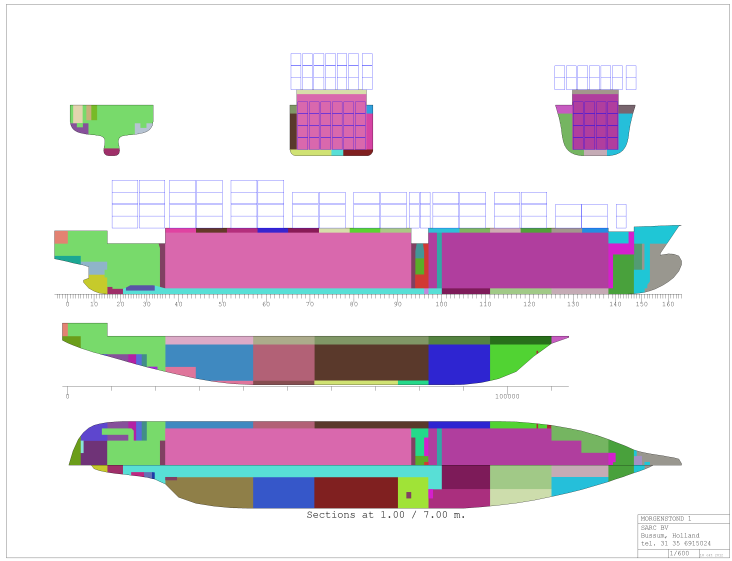 0 10 20 30 40 50 60 70 80 90 100 110 120 130 140 150 160
0 100000
Sections at 1.00 / 7.00 m.
MORGENSTOND 1
SARC BV
Bussum, Holland
tel. 31 35 6915024
1/600